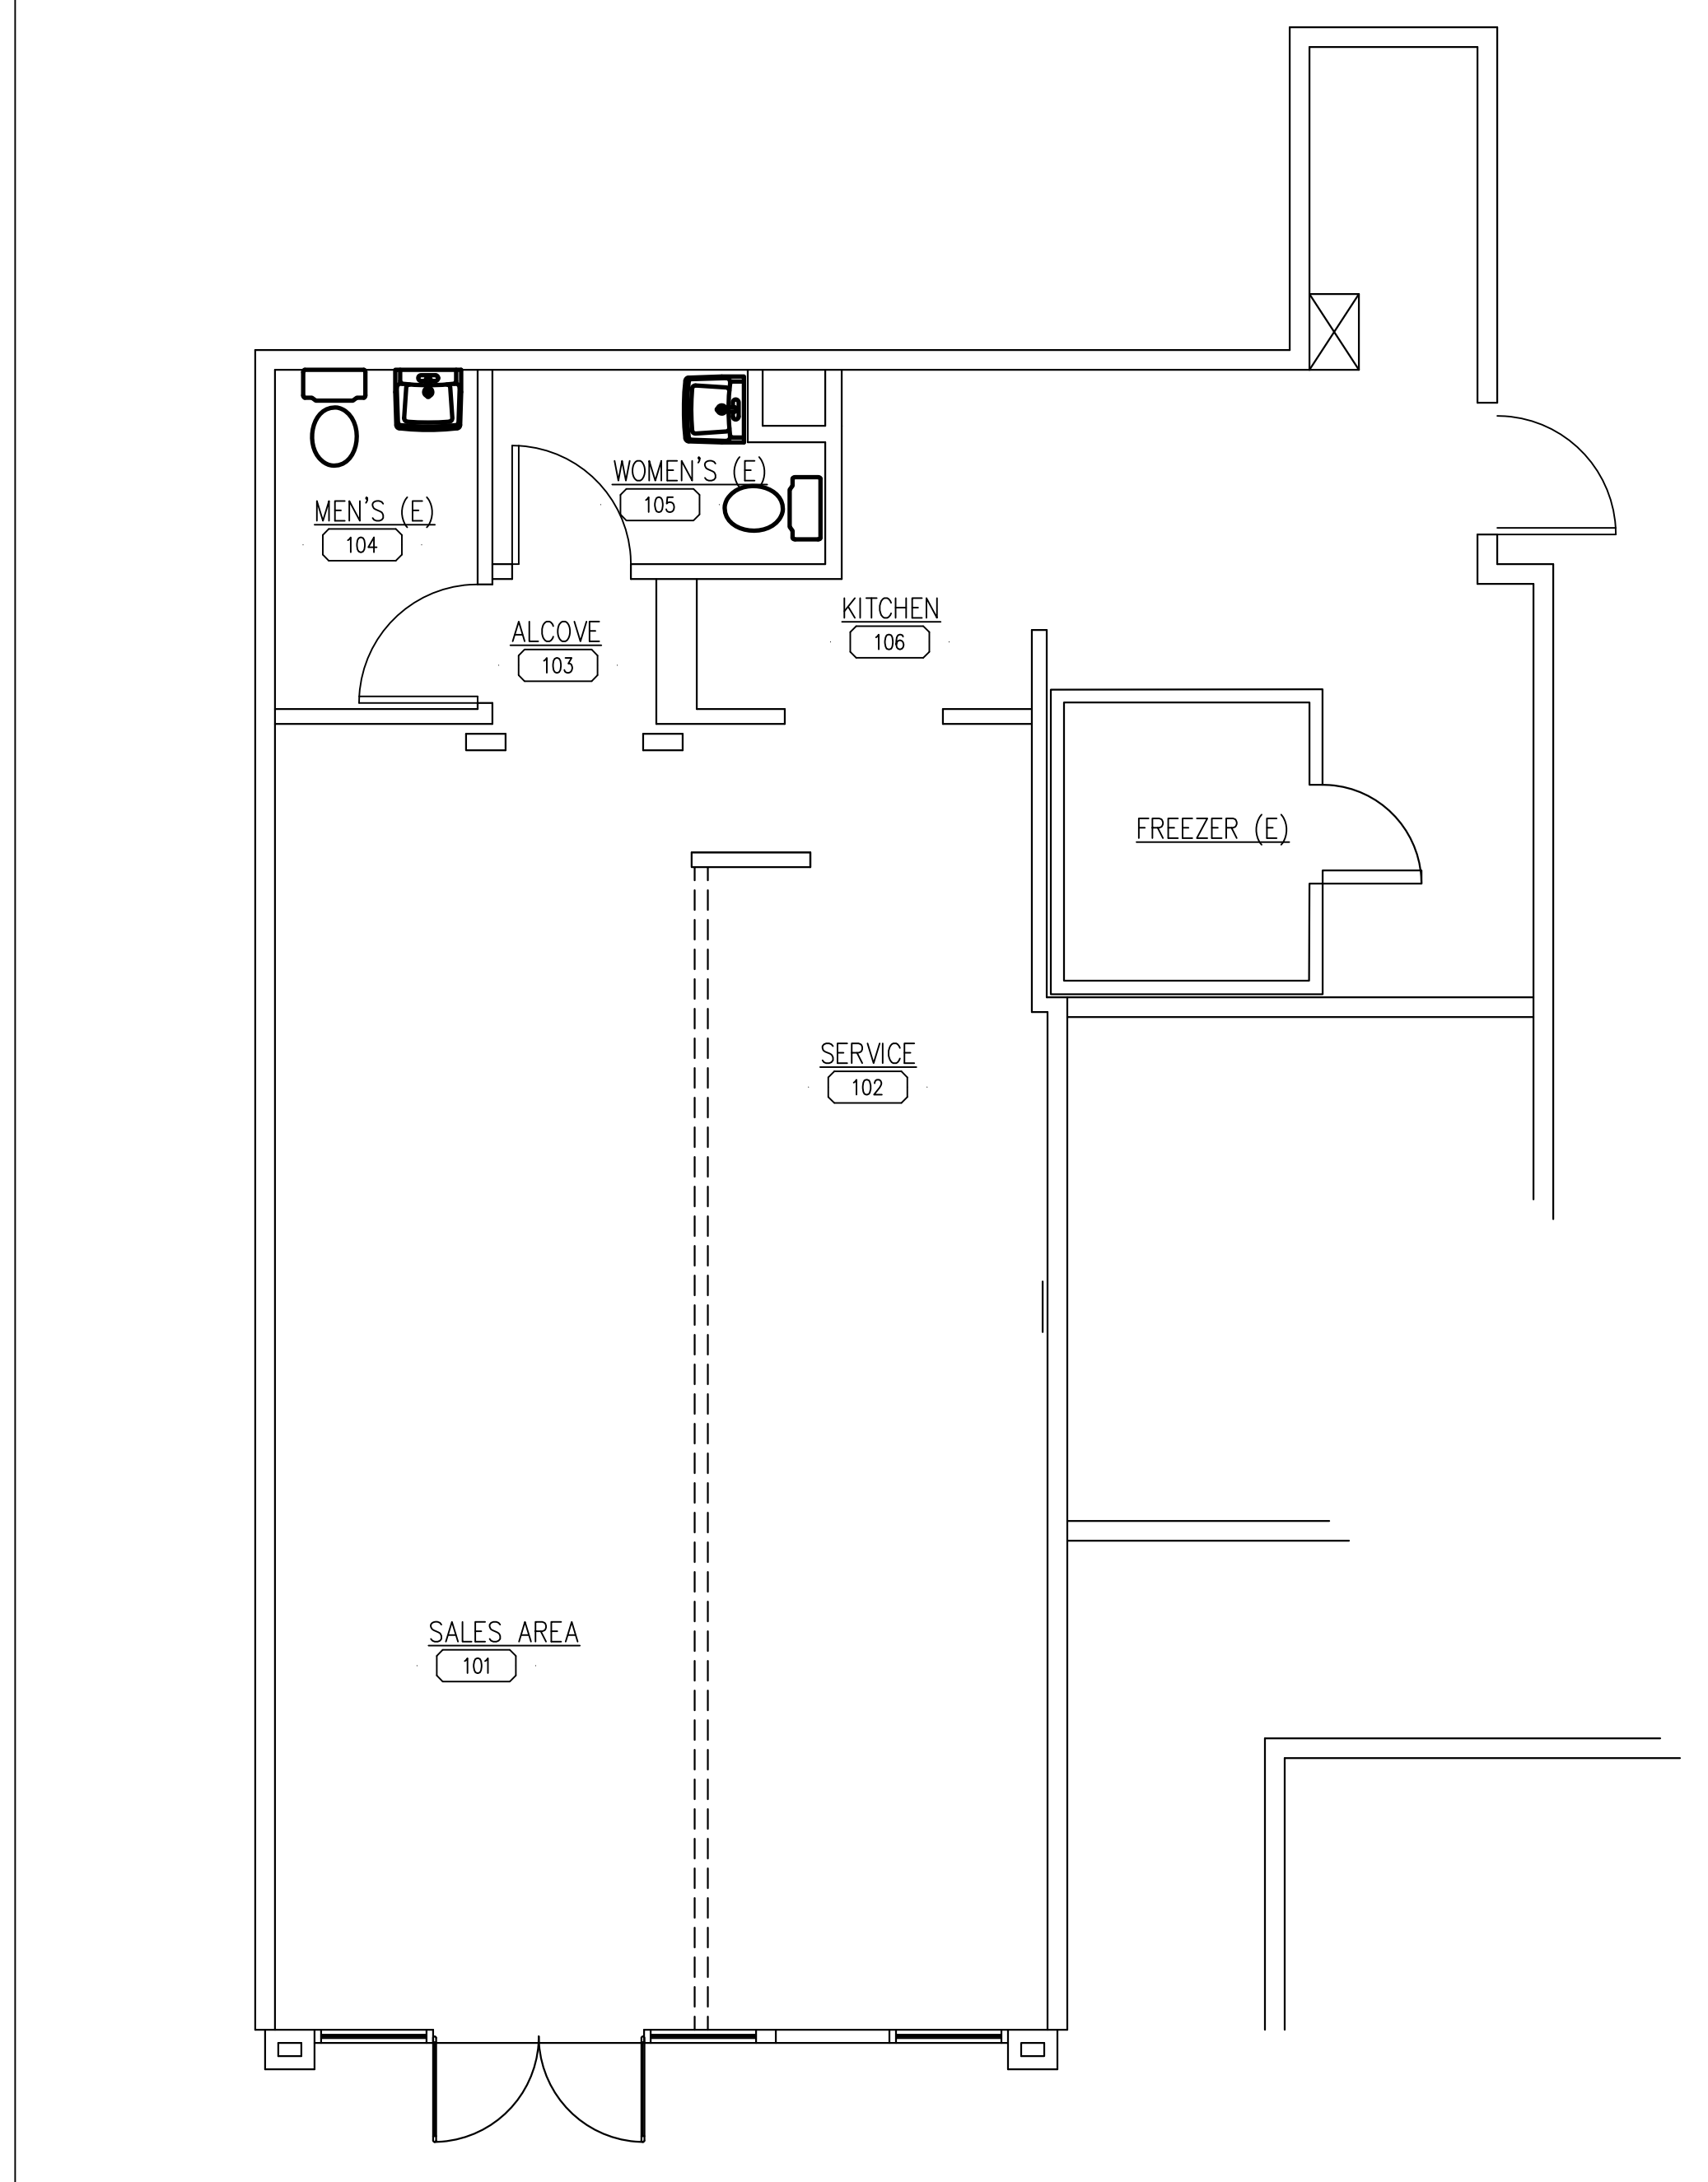 WOMEN'S (E)
105
MEN'S (E)
104
KITCHEN
106
ALCOVE
103
FREEZER (E)
SERVICE
102
SALES AREA
101